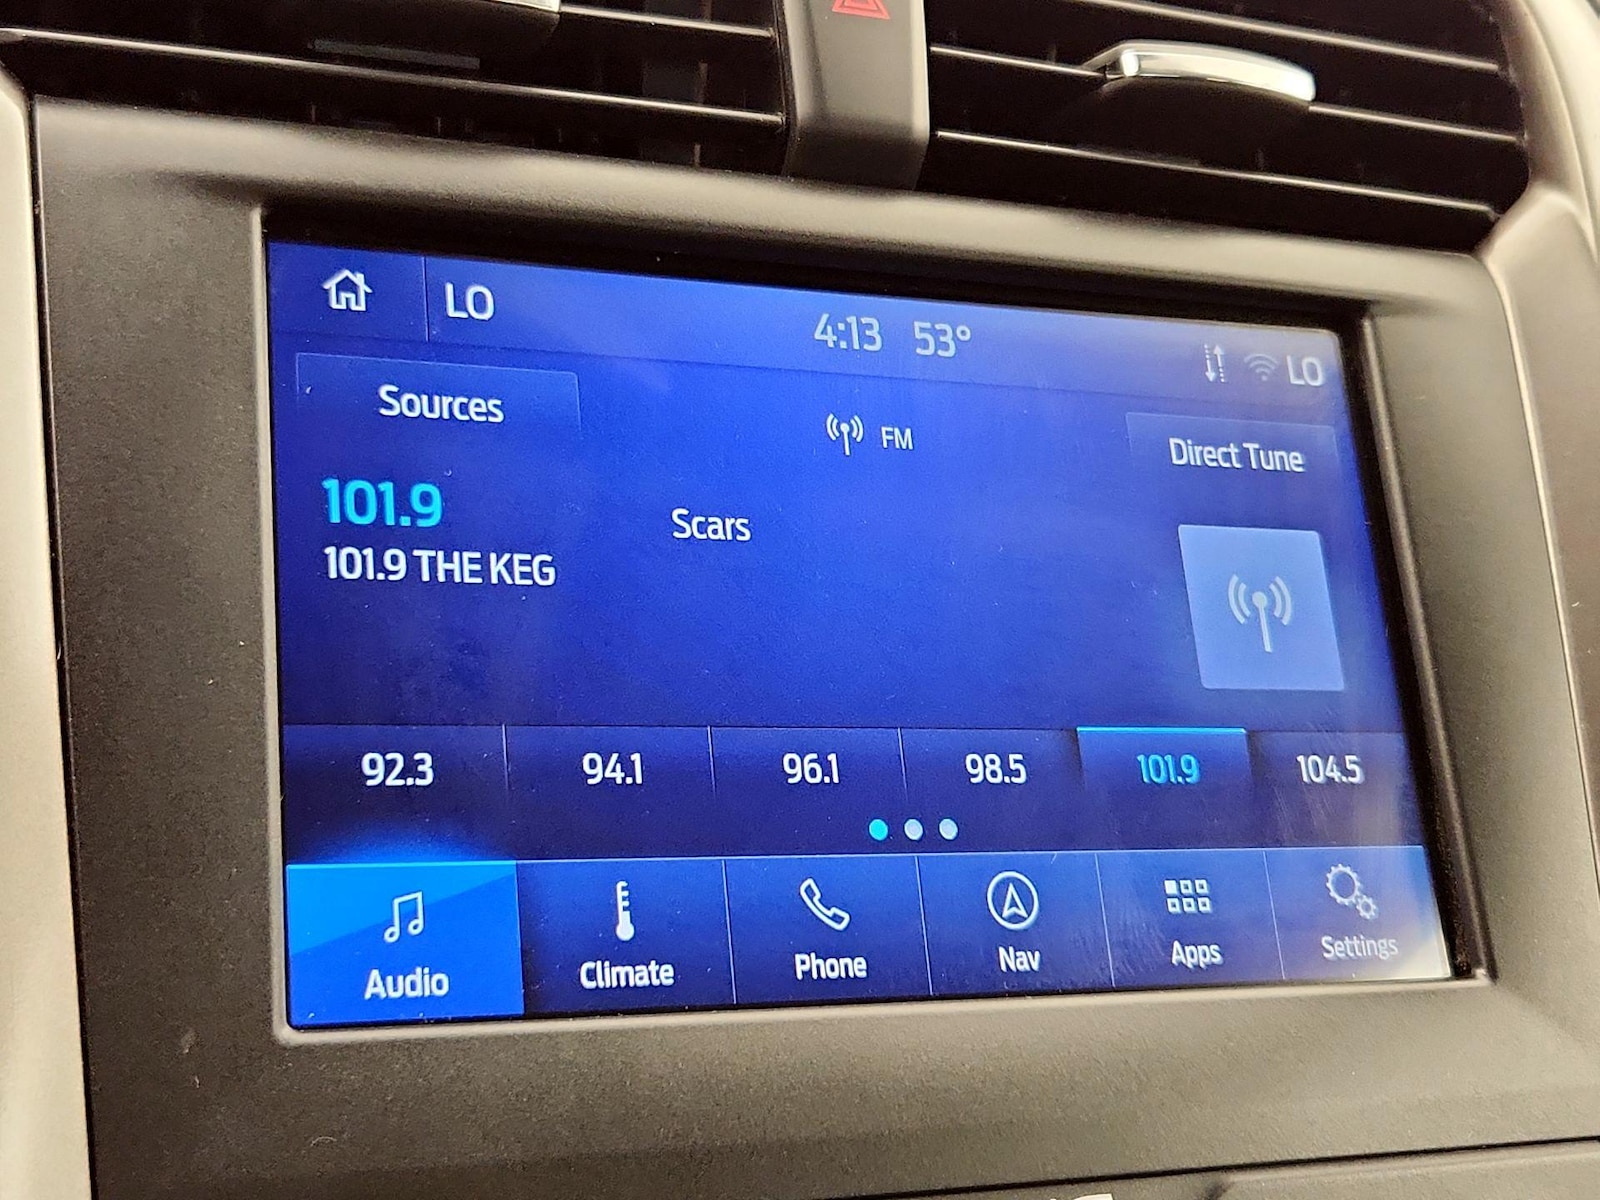 LO
4:13 53°
LO
Sources
FM
Direct Tune
101.9
101.9 THE KEG
Scars
92.3 94.1 96.1 98.5 101.9 104.5
Audio Climate Phone Nav Apps Settings